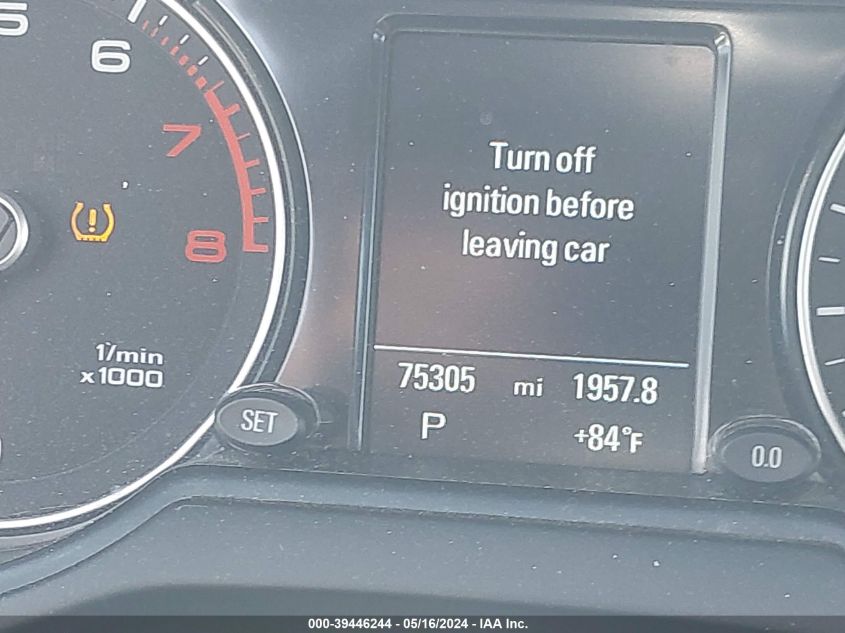 5
6
7
8
1/min
x1000
SET
Turn off
ignition before
leaving car
75305 mi 1957.8
P +84°F
0.0
000-39446244 - 05/16/2024 - IAA Inc.